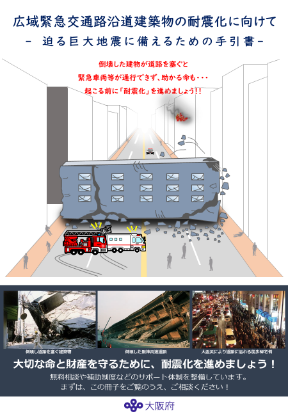 広域緊急交通路沿道建築物の耐震化に向けて
- 迫る巨大地震に備えるための手引書-
倒壊した建物が道路を塞ぐと
緊急車両等が通行できず、助かる命も・・・
起こる前に「耐震化」を進めましょう!!
大切な命と財産を守るために、耐震化を進めましょう！
無料相談や補助制度などのサポート体制を整備しています。
まずは、この冊子をご覧のうえ、ご相談ください！
大阪府